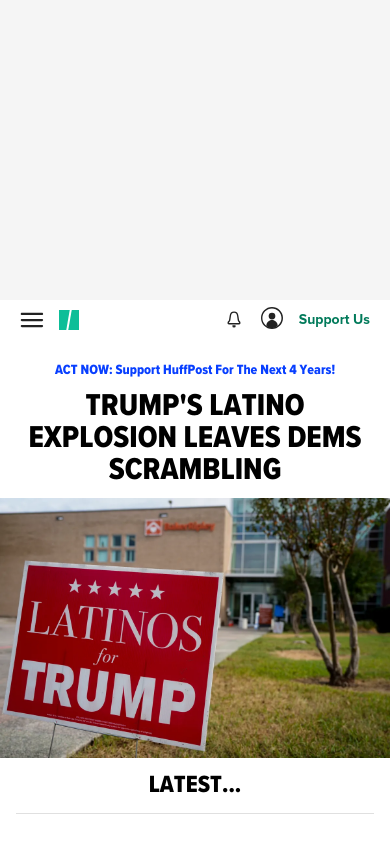 Support Us
ACT NOW: Support HuffPost For The Next 4 Years!
TRUMP'S LATINO
EXPLOSION LEAVES DEMS
SCRAMBLING
LATINOS
for
TRUMP
LATEST...